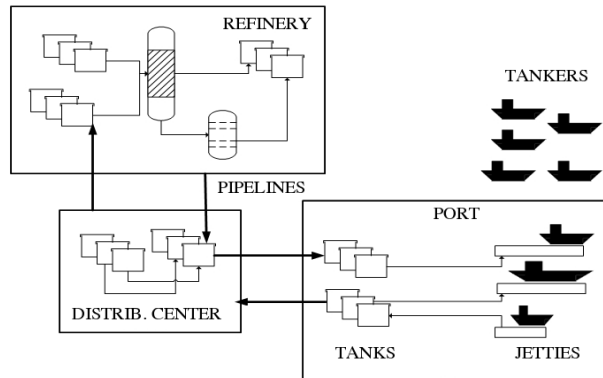 REFINERY
TANKERS
PIPELINES
PORT
DISTRIB. CENTER
TANKS
JETTIES